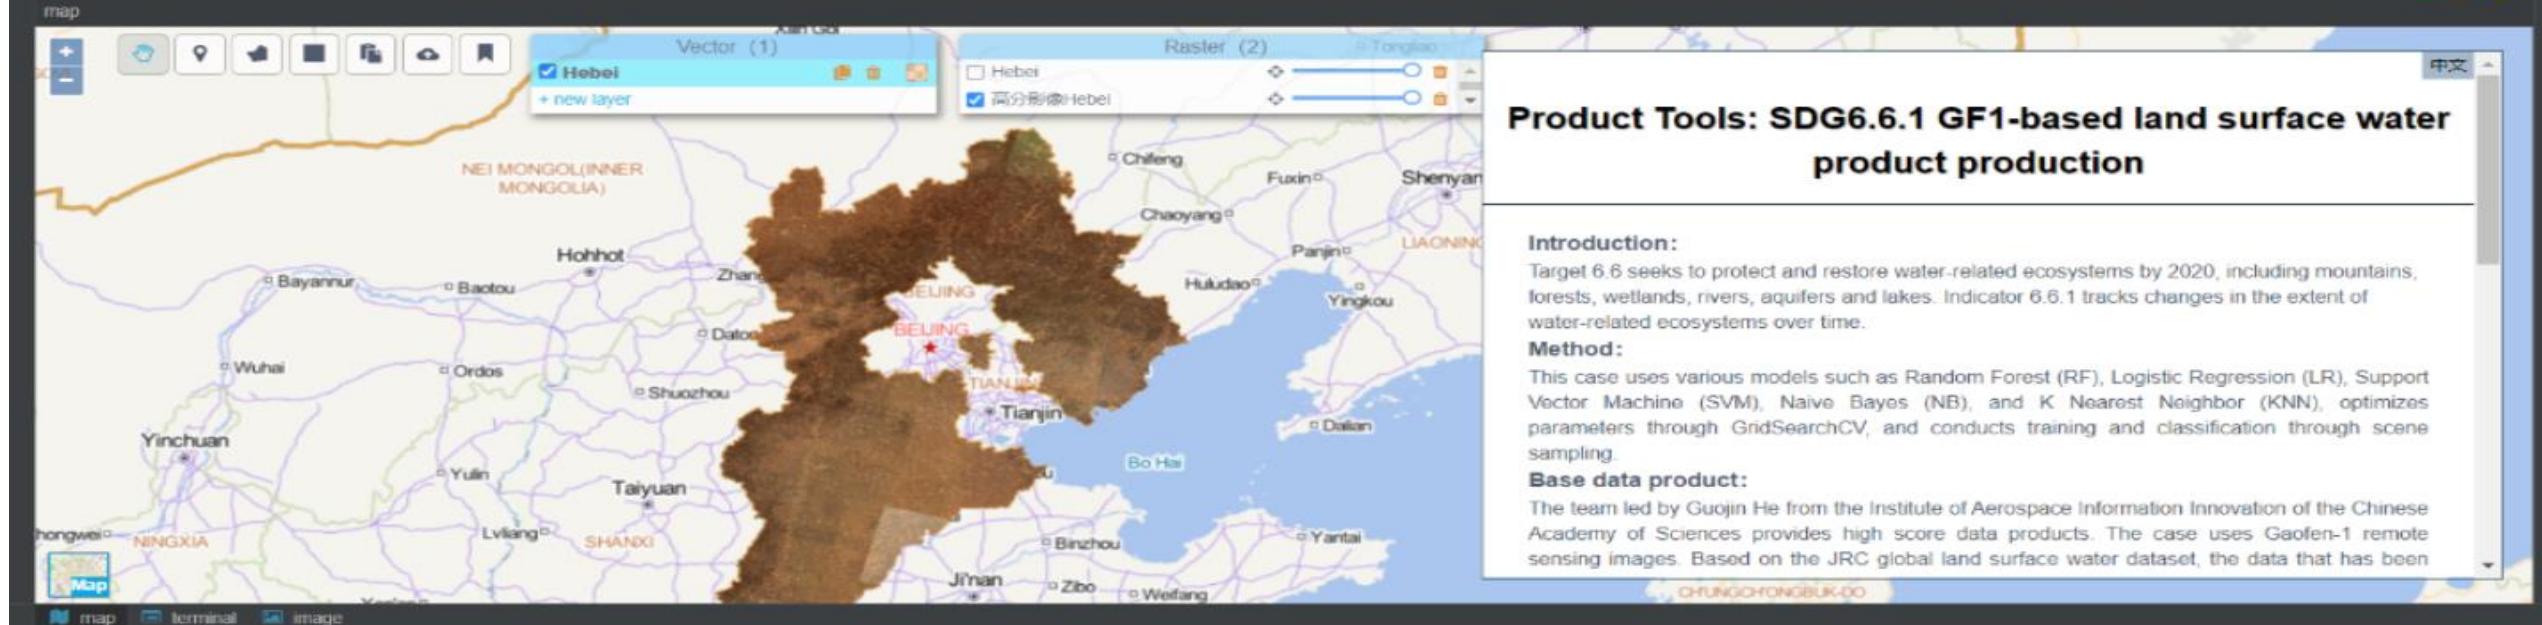 map
+
Vector (1)
Hebei
+ new layer
Raster (2)
Hebei
高分影像Hebei
Tongliao
NEI MONGOL(INNER
MONGOLIA)
Chifeng
Fuxin
Shenyan
Chaoyang
Panjin
LIAONING
Hohhot
Zhan
Bayannur
Baotou
Huludao
Yingkou
BEIJING
BEIJING
Wuhai
Ordos
Shuozhou
TIANJIN
Tianjin
Dalian
Yinchuan
Bo Hai
Yulin
Taiyuan
hongwei
NINGXIA
Lvliang
SHANXI
Binzhou
Yantai
Map
Ji'nan
Zibo
Weifang
CHUNGCHONGBUK-DO
中文
Product Tools: SDG6.6.1 GF1-based land surface water
product production
Introduction:
Target 6.6 seeks to protect and restore water-related ecosystems by 2020, including mountains,
forests, wetlands, rivers, aquifers and lakes. Indicator 6.6.1 tracks changes in the extent of
water-related ecosystems over time.
Method:
This case uses various models such as Random Forest (RF), Logistic Regression (LR), Support
Vector Machine (SVM), Naive Bayes (NB), and K Nearest Neighbor (KNN), optimizes
parameters through GridSearchCV, and conducts training and classification through scene
sampling.
Base data product:
The team led by Guojin He from the Institute of Aerospace Information Innovation of the Chinese
Academy of Sciences provides high score data products. The case uses Gaofen-1 remote
sensing images. Based on the JRC global land surface water dataset, the data that has been
map
terminal
image